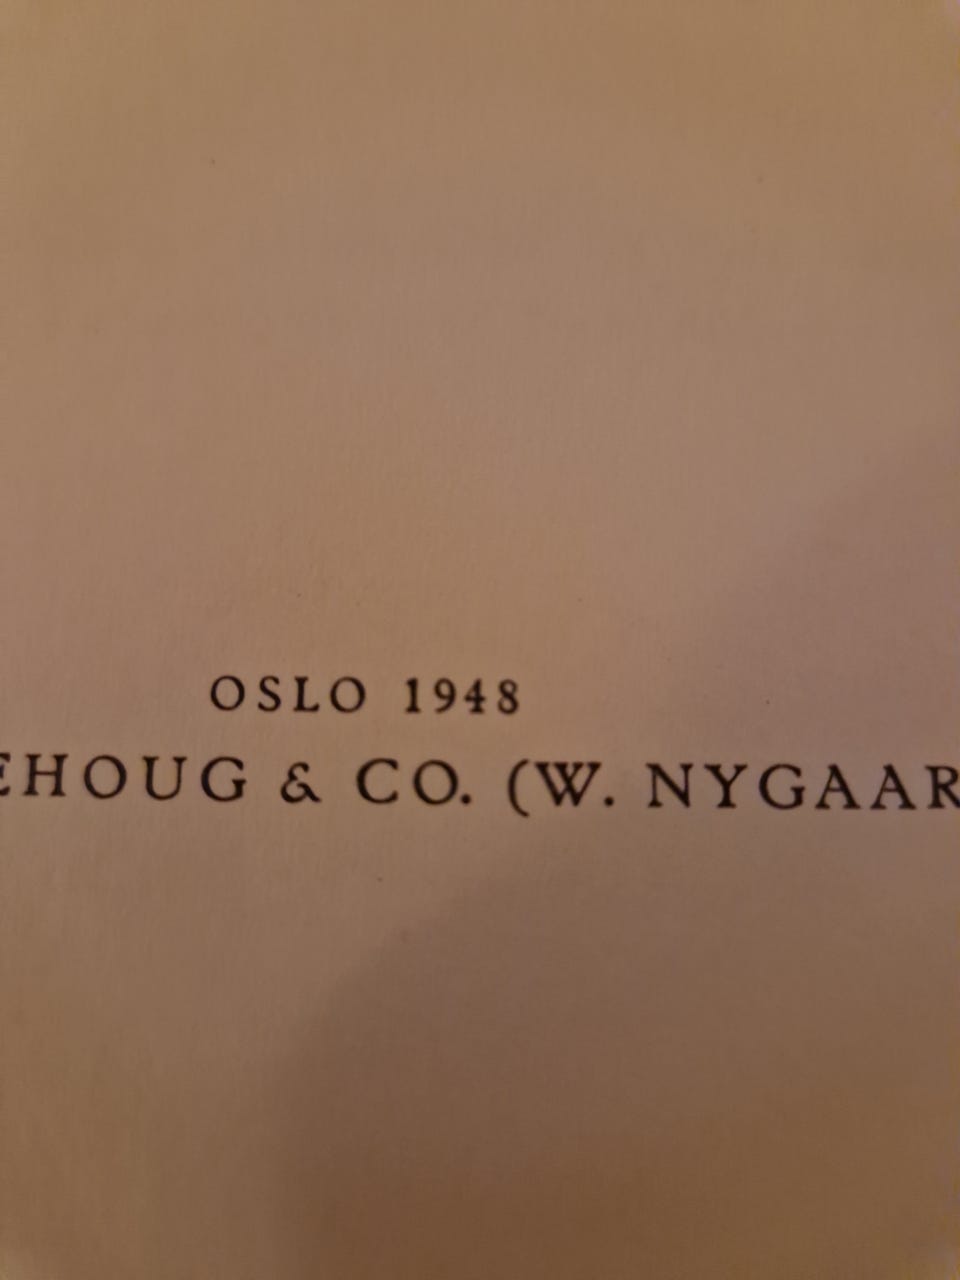 OSLO 1948
EHOUG & CO. (W. NYGAAR